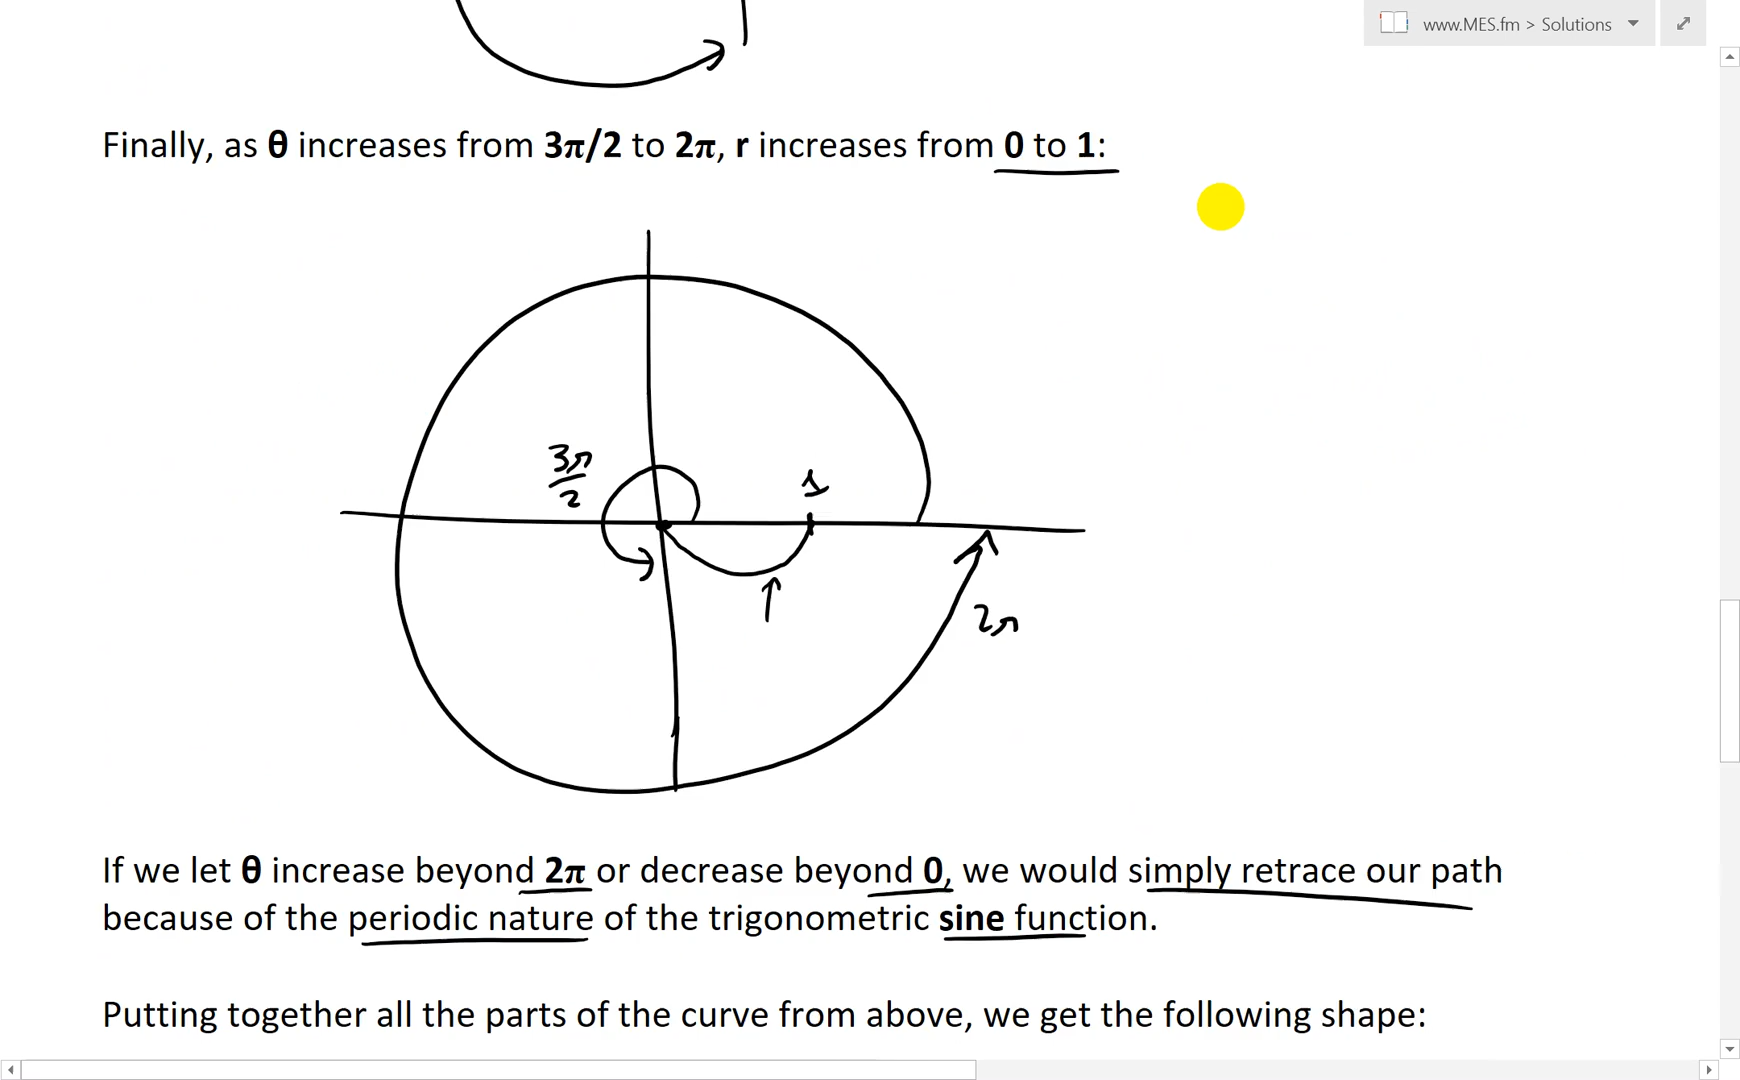 www.MES.fm > Solutions
Finally, as θ increases from 3π/2 to 2π, r increases from 0 to 1:
3π
2
1
2π
If we let θ increase beyond 2π or decrease beyond 0, we would simply retrace our path
because of the periodic nature of the trigonometric sine function.
Putting together all the parts of the curve from above, we get the following shape: